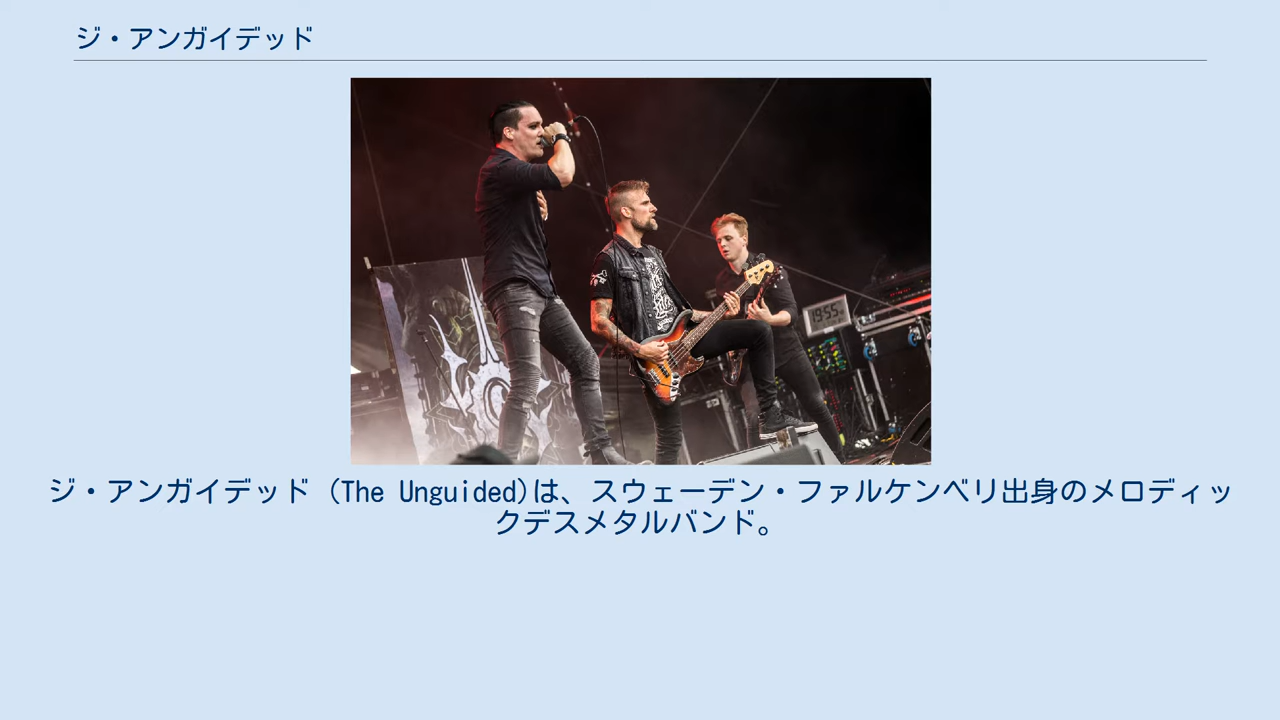 ジ・アンガイデッド
19:55
ジ・アンガイデッド (The Unguided)は、スウェーデン・ファルケンベリ出身のメロディッ
クデスメタルバンド。